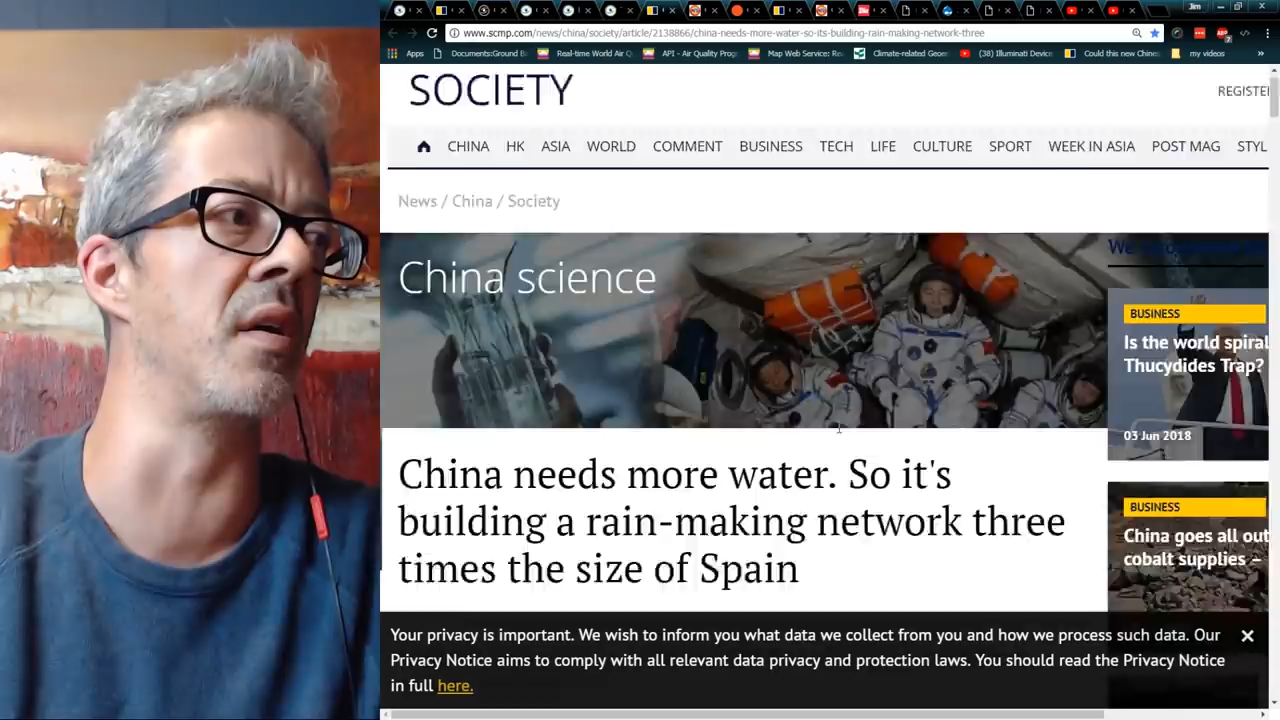 Jim
www.scmp.com/news/china/society/article/2138866/china-needs-more-water-so-its-building-rain-making-network-three
Apps Documents:Ground B Real-time World Air Q API - Air Quality Prog Map Web Service: Re Climate-related Geor (38) Illuminati Device Could this new Chines my videos
SOCIETY
REGISTE
CHINA HK ASIA WORLD COMMENT BUSINESS TECH LIFE CULTURE SPORT WEEK IN ASIA POST MAG STYL
News / China / Society
China science
BUSINESS
Is the world spiral
Thucydides Trap?
03 Jun 2018
China needs more water. So it's
building a rain-making network three
times the size of Spain
BUSINESS
China goes all out
cobalt supplies –
Your privacy is important. We wish to inform you what data we collect from you and how we process such data. Our
Privacy Notice aims to comply with all relevant data privacy and protection laws. You should read the Privacy Notice
in full here.